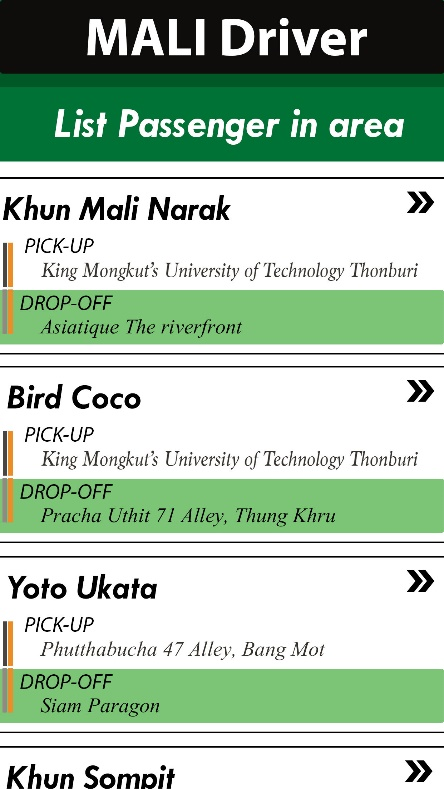 MALI Driver
List Passenger in area
Khun Mali Narak »
PICK-UP
King Mongkut's University of Technology Thonburi
DROP-OFF
Asiatique The riverfront
Bird Coco »
PICK-UP
King Mongkut's University of Technology Thonburi
DROP-OFF
Pracha Uthit 71 Alley, Thung Khru
Yoto Ukata »
PICK-UP
Phutthabucha 47 Alley, Bang Mot
DROP-OFF
Siam Paragon
Khun Sompit »